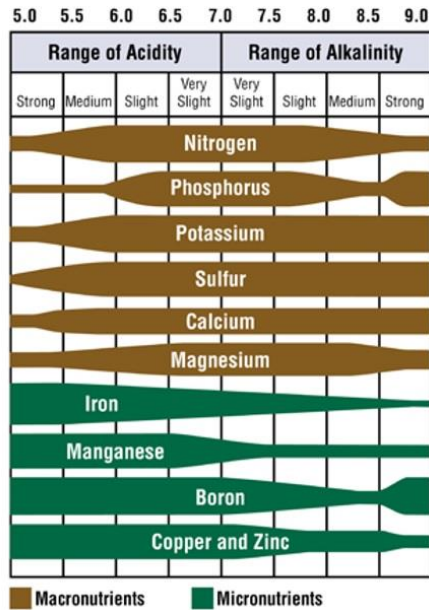 5.0 5.5 6.0 6.5 7.0 7.5 8.0 8.5 9.0
Range of Acidity Range of Alkalinity
Strong Medium Slight Very Slight Very Slight Slight Medium Strong
Nitrogen
Phosphorus
Potassium
Sulfur
Calcium
Magnesium
Iron
Manganese
Boron
Copper and Zinc
Macronutrients Micronutrients